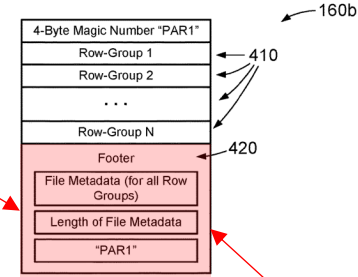 160b
4-Byte Magic Number “PAR1”
Row-Group 1
410
Row-Group 2
. . .
Row-Group N
Footer
420
File Metadata (for all Row
Groups)
Length of File Metadata
“PAR1”